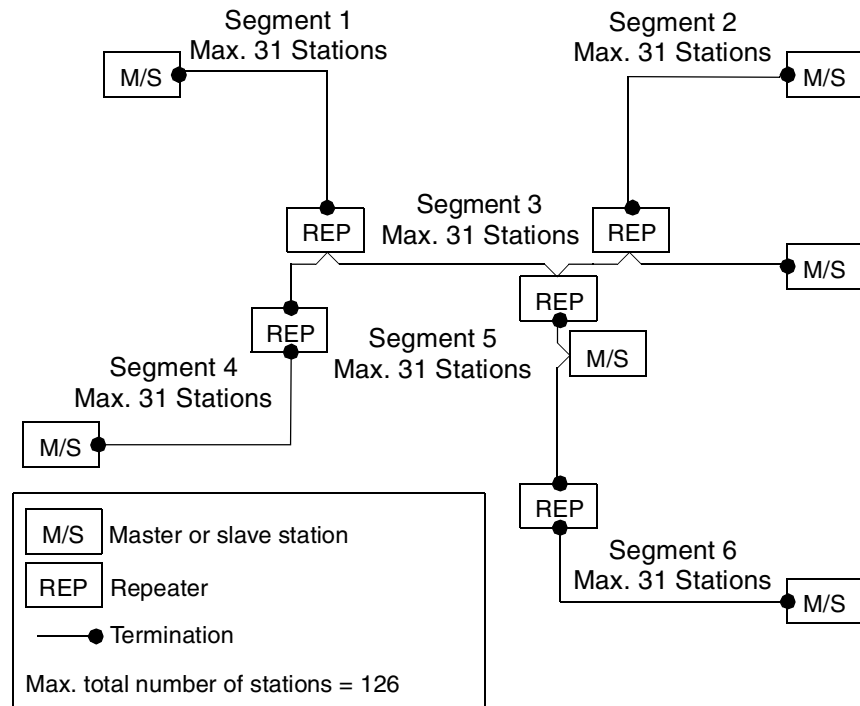 Segment 1
Max. 31 Stations
Segment 2
Max. 31 Stations
M/S
M/S
Segment 3
Max. 31 Stations
REP
REP
M/S
REP
REP
Segment 5
Max. 31 Stations
M/S
Segment 4
Max. 31 Stations
M/S
REP
Segment 6
Max. 31 Stations
M/S
M/S Master or slave station
REP Repeater
Termination
Max. total number of stations = 126